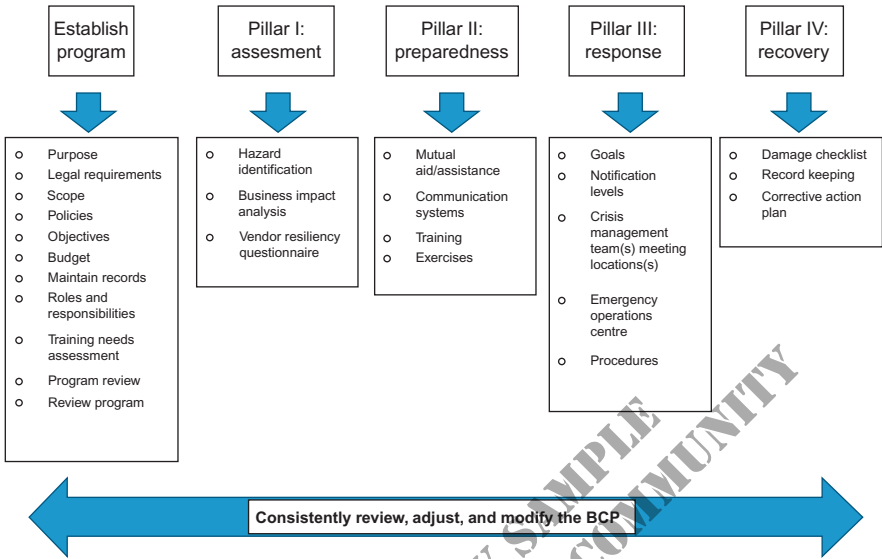 Establish
program
Pillar I:
assesment
Pillar II:
preparedness
Pillar III:
response
Pillar IV:
recovery
Purpose
Legal requirements
Scope
Policies
Objectives
Budget
Maintain records
Roles and
responsibilities
Training needs
assessment
Program review
Review program
Hazard
identification
Business impact
analysis
Vendor resiliency
questionnaire
Mutual
aid/assistance
Communication
systems
Training
Exercises
Goals
Notification
levels
Crisis
management
team(s) meeting
locations(s)
Emergency
operations
centre
Procedures
Damage checklist
Record keeping
Corrective action
plan
Consistently review, adjust, and modify the BCP
SAMPLE
COMMUNITY